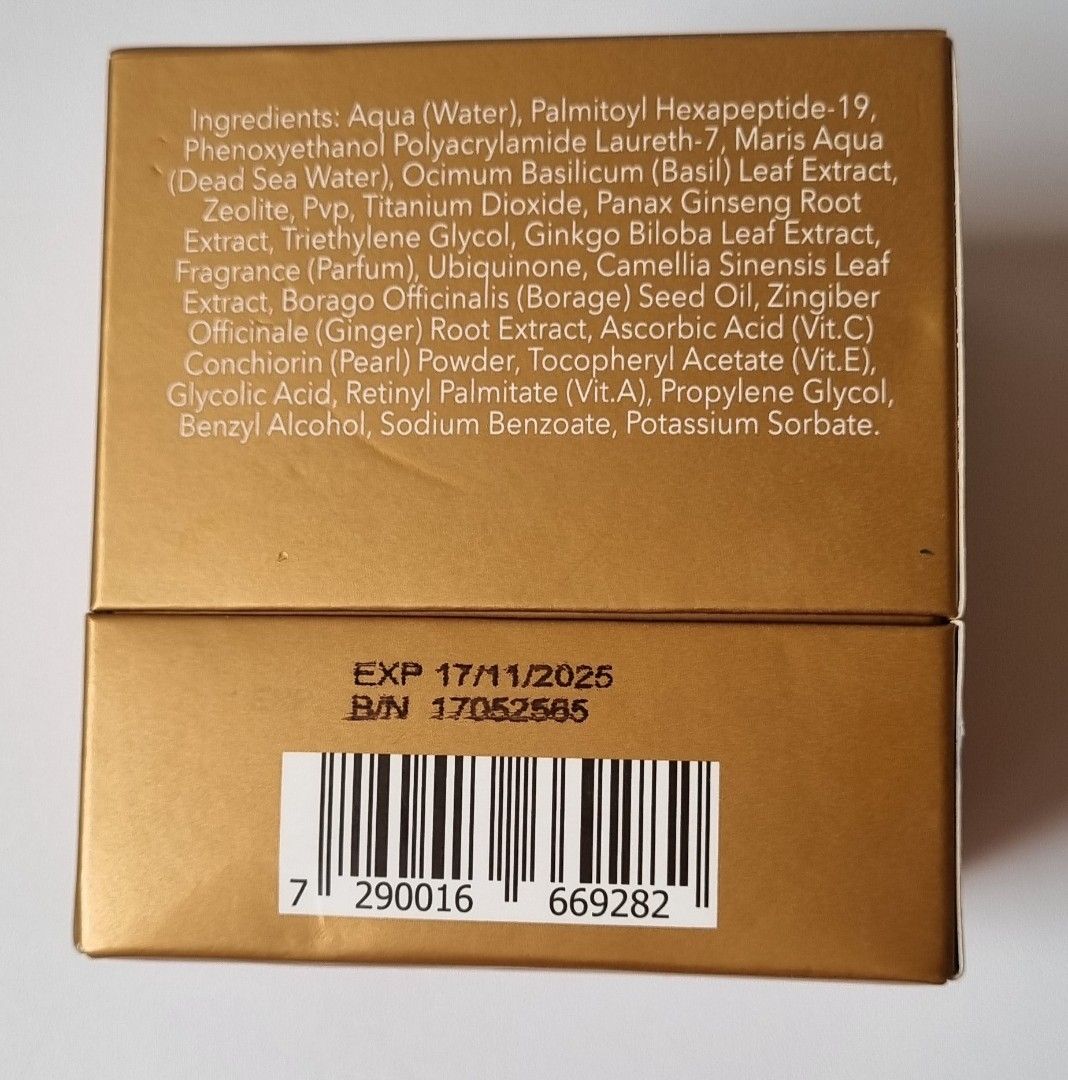 Ingredients: Aqua (Water), Palmitoyl Hexapeptide-19,
Phenoxyethanol Polyacrylamide Laureth-7, Maris Aqua
(Dead Sea Water), Ocimum Basilicum (Basil) Leaf Extract,
Zeolite, Pvp, Titanium Dioxide, Panax Ginseng Root
Extract, Triethylene Glycol, Ginkgo Biloba Leaf Extract,
Fragrance (Parfum), Ubiquinone, Camellia Sinensis Leaf
Extract, Borago Officinalis (Borage) Seed Oil, Zingiber
Officinale (Ginger) Root Extract, Ascorbic Acid (Vit.C)
Conchiorin (Pearl) Powder, Tocopheryl Acetate (Vit.E),
Glycolic Acid, Retinyl Palmitate (Vit.A), Propylene Glycol,
Benzyl Alcohol, Sodium Benzoate, Potassium Sorbate.
EXP 17/11/2025
B/N 17052565
7 290016 669282